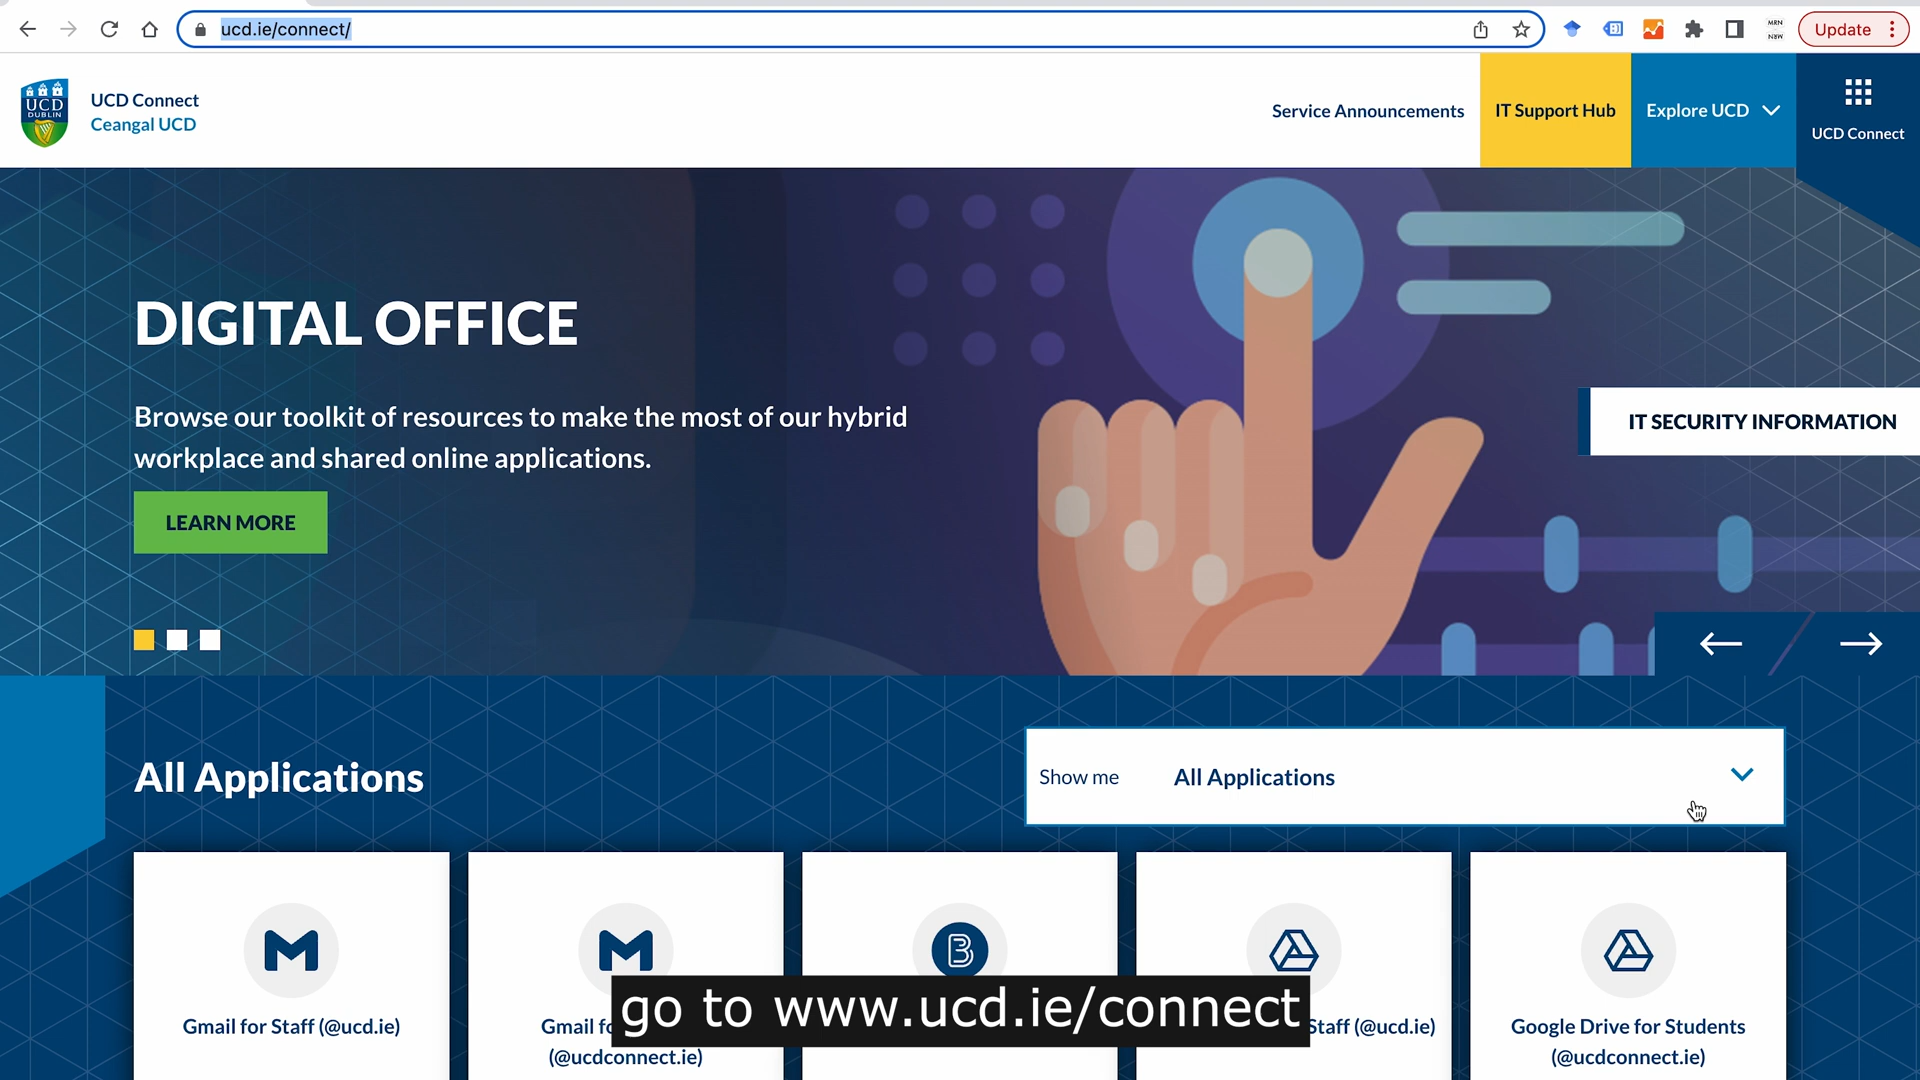 ucd.ie/connect/
MRN
Update
UCD
DUBLIN
UCD Connect
Ceangal UCD
Service Announcements
IT Support Hub
Explore UCD
UCD Connect
DIGITAL OFFICE
Browse our toolkit of resources to make the most of our hybrid
workplace and shared online applications.
LEARN MORE
IT SECURITY INFORMATION
All Applications
Show me All Applications
Gmail for Staff (@ucd.ie)
Gmail
(@ucdconnect.ie)
Staff (@ucd.ie)
Google Drive for Students
(@ucdconnect.ie)
go to www.ucd.ie/connect